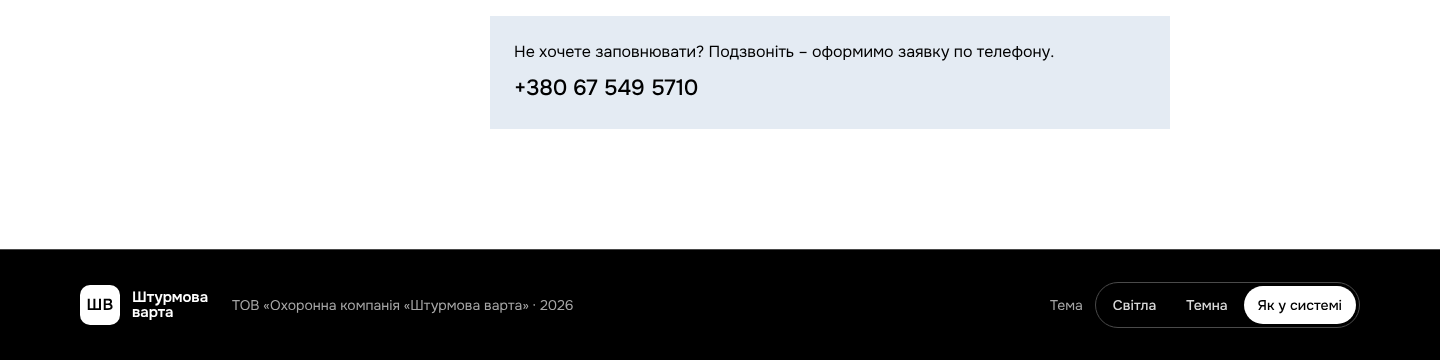 Не хочете заповнювати? Подзвоніть – оформимо заявку по телефону.
+380 67 549 5710
ШВ
Штурмова
варта
ТОВ «Охоронна компанія «Штурмова варта» · 2026
Тема
Світла
Темна
Як у системі